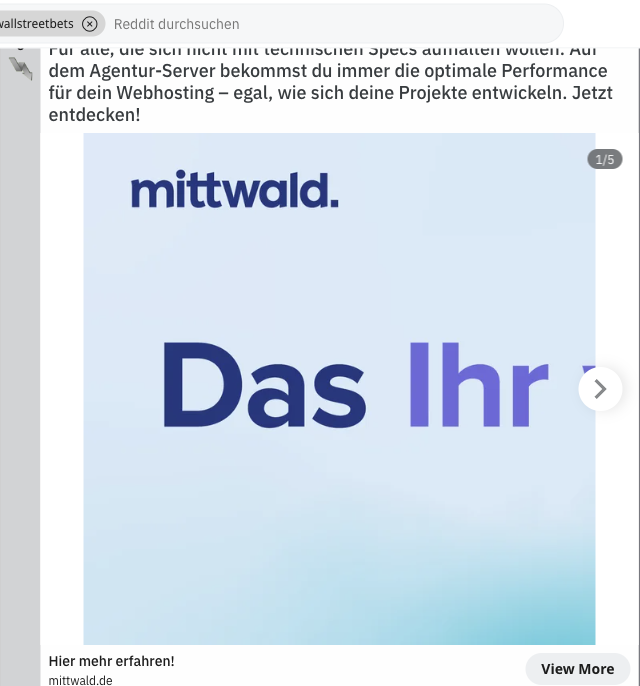 wallstreetbets
Reddit durchsuchen
Für alle, die sich nicht mit technischen Specs aufhalten wollen: Auf
dem Agentur-Server bekommst du immer die optimale Performance
für dein Webhosting – egal, wie sich deine Projekte entwickeln. Jetzt
entdecken!
1/5
mittwald.
Das Ihr
Hier mehr erfahren!
mittwald.de
View More